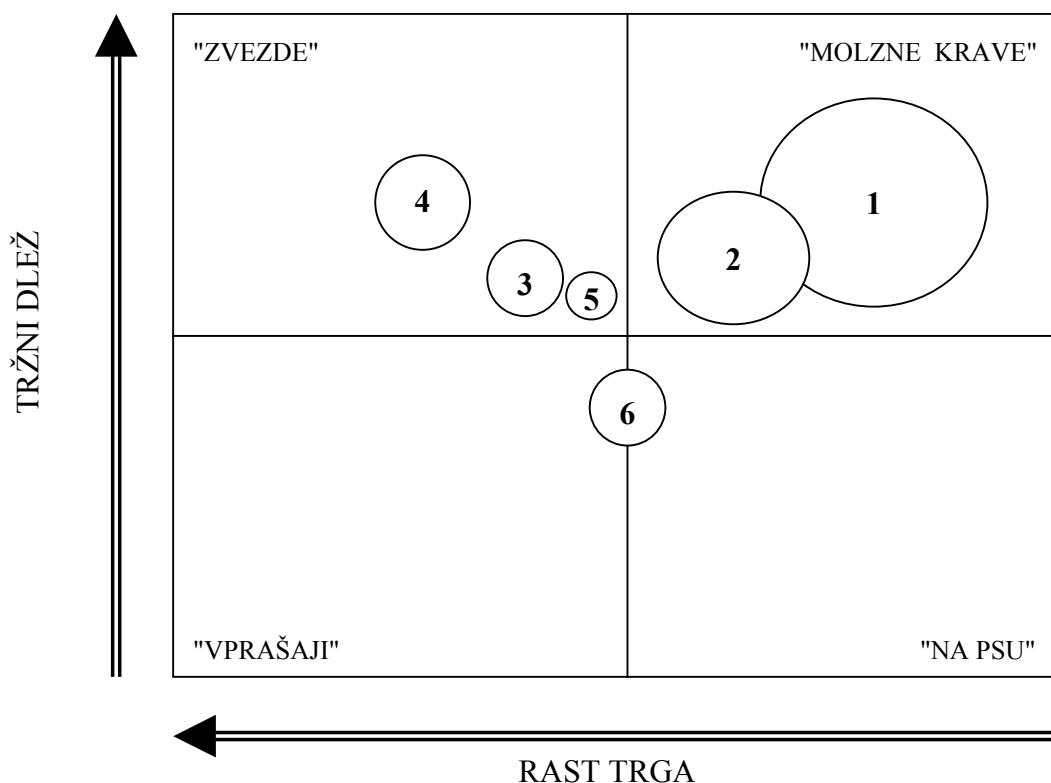 "ZVEZDE"
"MOLZNE KRAVE"
4
1
2
3
5
6
TRŽNI DLEŽ
"VPRAŠAJI"
"NA PSU"
RAST TRGA